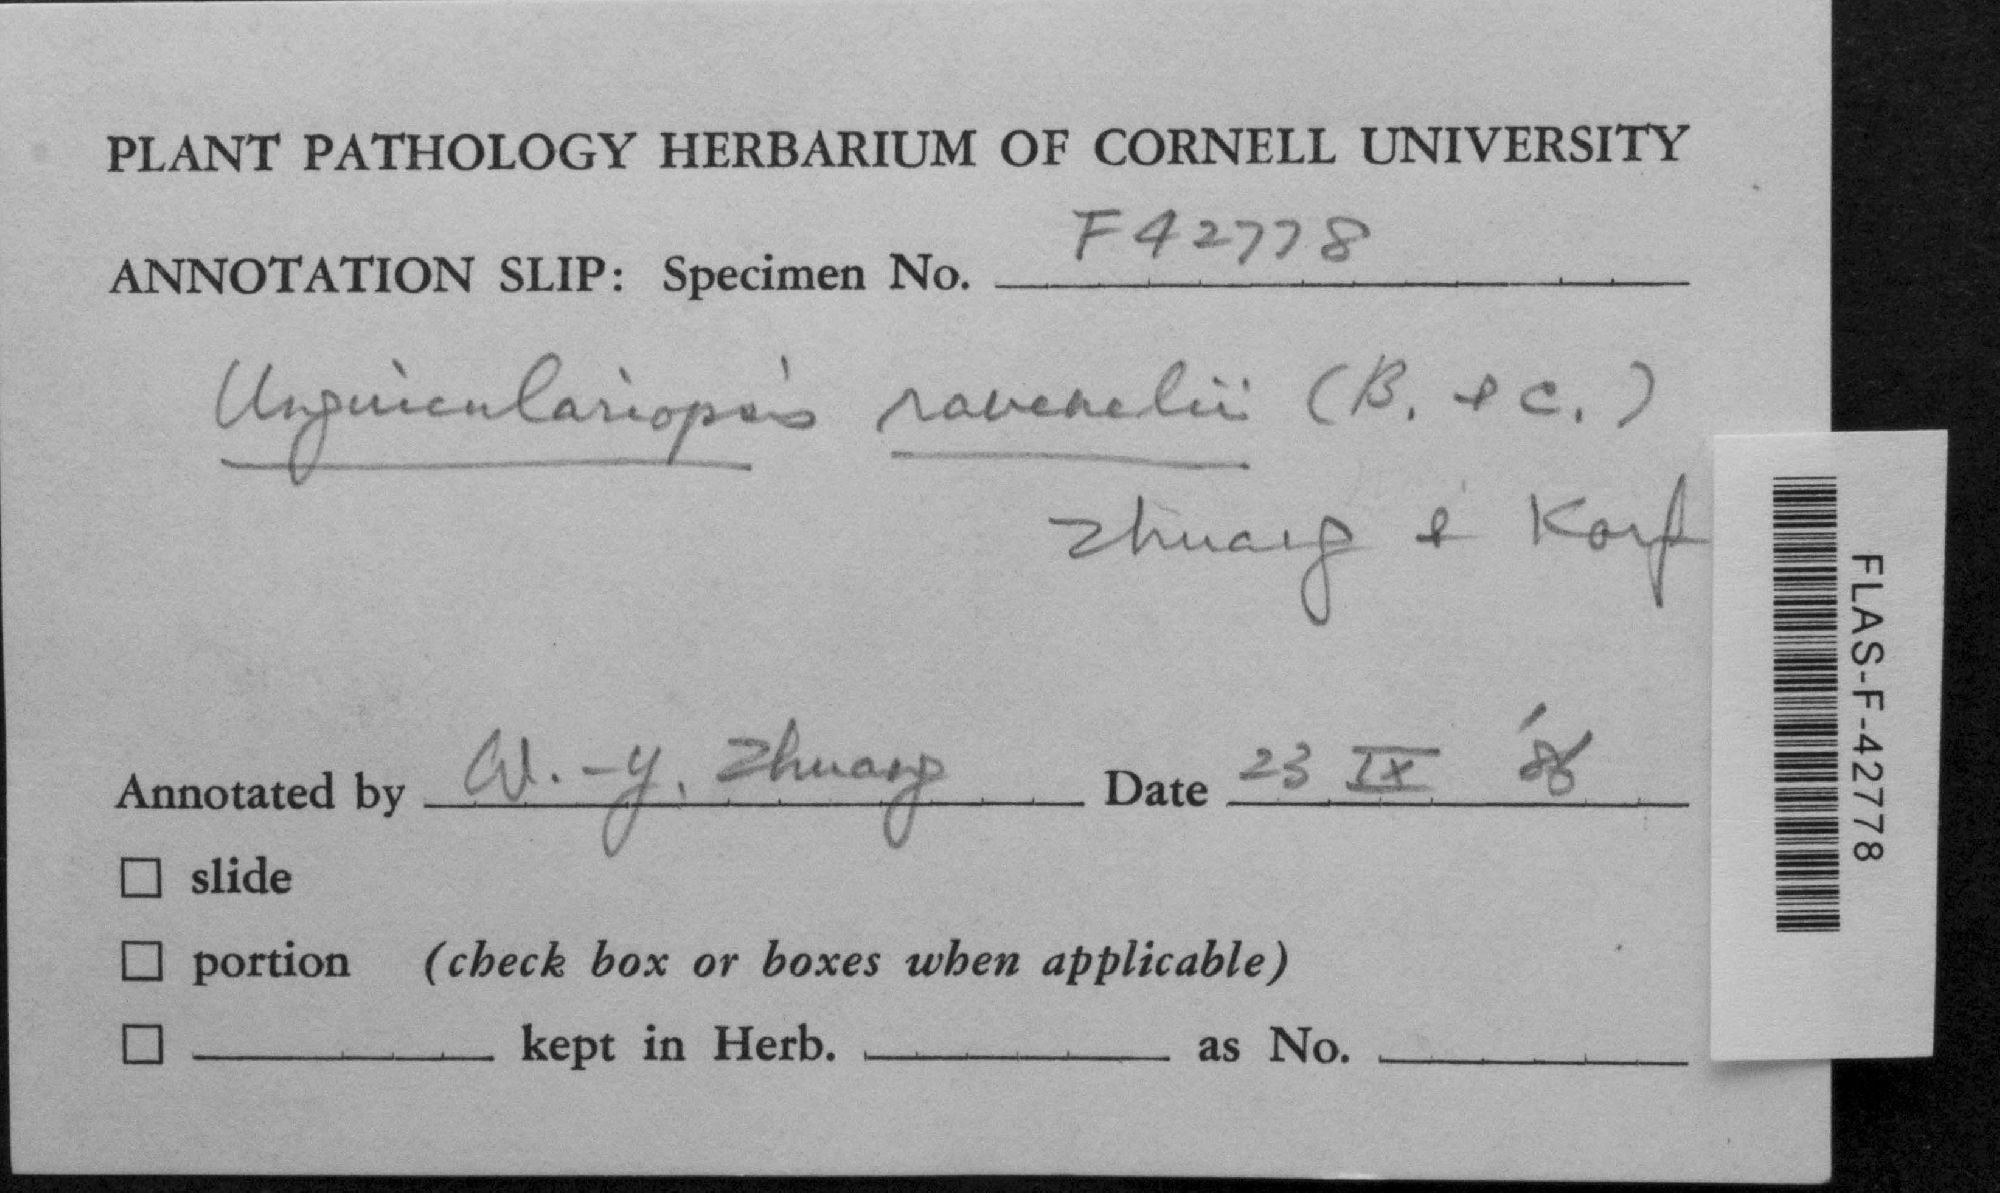 PLANT PATHOLOGY HERBARIUM OF CORNELL UNIVERSITY
ANNOTATION SLIP: Specimen No. F42778
Unguiculariopsis ravenelii (B. & C.)
Zhuang & Korf
Annotated by W.-y. Zhuang Date 23 IX '86
slide
portion (check box or boxes when applicable)
kept in Herb. as No.
FLAS-F-42778